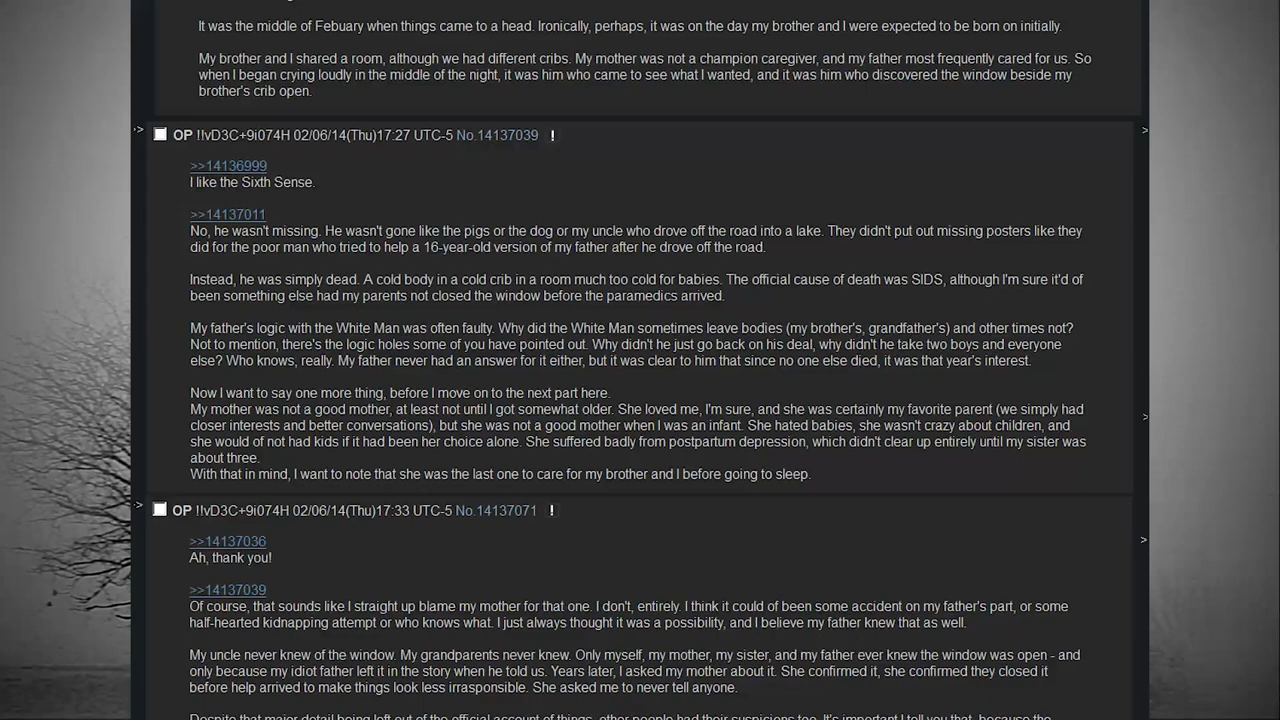 It was the middle of Febuary when things came to a head. Ironically, perhaps, it was on the day my brother and I were expected to be born on initially.
My brother and I shared a room, although we had different cribs. My mother was not a champion caregiver, and my father most frequently cared for us. So
when I began crying loudly in the middle of the night, it was him who came to see what I wanted, and it was him who discovered the window beside my
brother's crib open.
OP !!vD3C+9i074H 02/06/14(Thu)17:27 UTC-5 No.14137039 !
>>14136999
I like the Sixth Sense.
>>14137011
No, he wasn't missing. He wasn't gone like the pigs or the dog or my uncle who drove off the road into a lake. They didn't put out missing posters like they
did for the poor man who tried to help a 16-year-old version of my father after he drove off the road.
Instead, he was simply dead. A cold body in a cold crib in a room much too cold for babies. The official cause of death was SIDS, although I'm sure it'd of
been something else had my parents not closed the window before the paramedics arrived.
My father's logic with the White Man was often faulty. Why did the White Man sometimes leave bodies (my brother's, grandfather's) and other times not?
Not to mention, there's the logic holes some of you have pointed out. Why didn't he just go back on his deal, why didn't he take two boys and everyone
else? Who knows, really. My father never had an answer for it either, but it was clear to him that since no one else died, it was that year's interest.
Now I want to say one more thing, before I move on to the next part here.
My mother was not a good mother, at least not until I got somewhat older. She loved me, I'm sure, and she was certainly my favorite parent (we simply had
closer interests and better conversations), but she was not a good mother when I was an infant. She hated babies, she wasn't crazy about children, and
she would of not had kids if it had been her choice alone. She suffered badly from postpartum depression, which didn't clear up entirely until my sister was
about three.
With that in mind, I want to note that she was the last one to care for my brother and I before going to sleep.
OP !!vD3C+9i074H 02/06/14(Thu)17:33 UTC-5 No.14137071 !
>>14137036
Ah, thank you!
>>14137039
Of course, that sounds like I straight up blame my mother for that one. I don't, entirely. I think it could of been some accident on my father's part, or some
half-hearted kidnapping attempt or who knows what. I just always thought it was a possibility, and I believe my father knew that as well.
My uncle never knew of the window. My grandparents never knew. Only myself, my mother, my sister, and my father ever knew the window was open - and
only because my idiot father left it in the story when he told us. Years later, I asked my mother about it. She confirmed it, she confirmed they closed it
before help arrived to make things look less irrasponsible. She asked me to never tell anyone.
Despite that major detail being left out of the official account of things, other people had their suspicions too. It's important I tell you that, because the